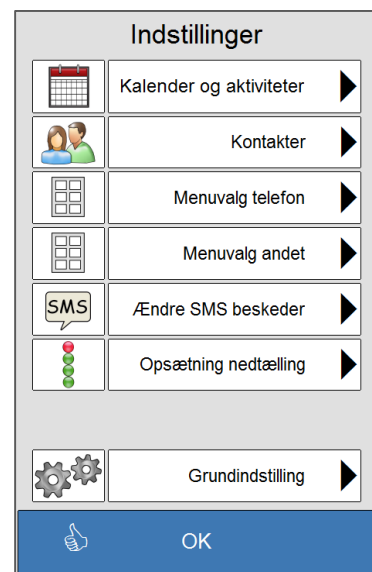 Indstillinger
Kalender og aktiviteter
Kontakter
Menuvalg telefon
Menuvalg andet
SMS
Ændre SMS beskeder
Opsætning nedtælling
Grundindstilling
OK